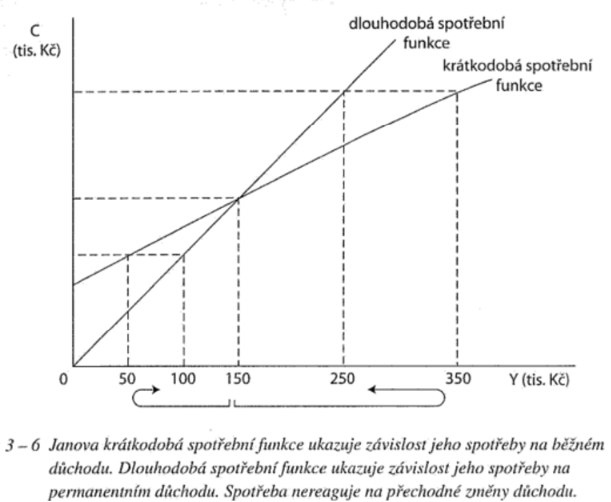 C
(tis. Kč)
dlouhodobá spotřební
funkce
krátkodobá spotřební
funkce
0 50 100 150 250 350 Y (tis. Kč)
3 – 6 Janova krátkodobá spotřební funkce ukazuje závislost jeho spotřeby na běžném
důchodu. Dlouhodobá spotřební funkce ukazuje závislost jeho spotřeby na
permanentním důchodu. Spotřeba nereaguje na přechodné změny důchodu.